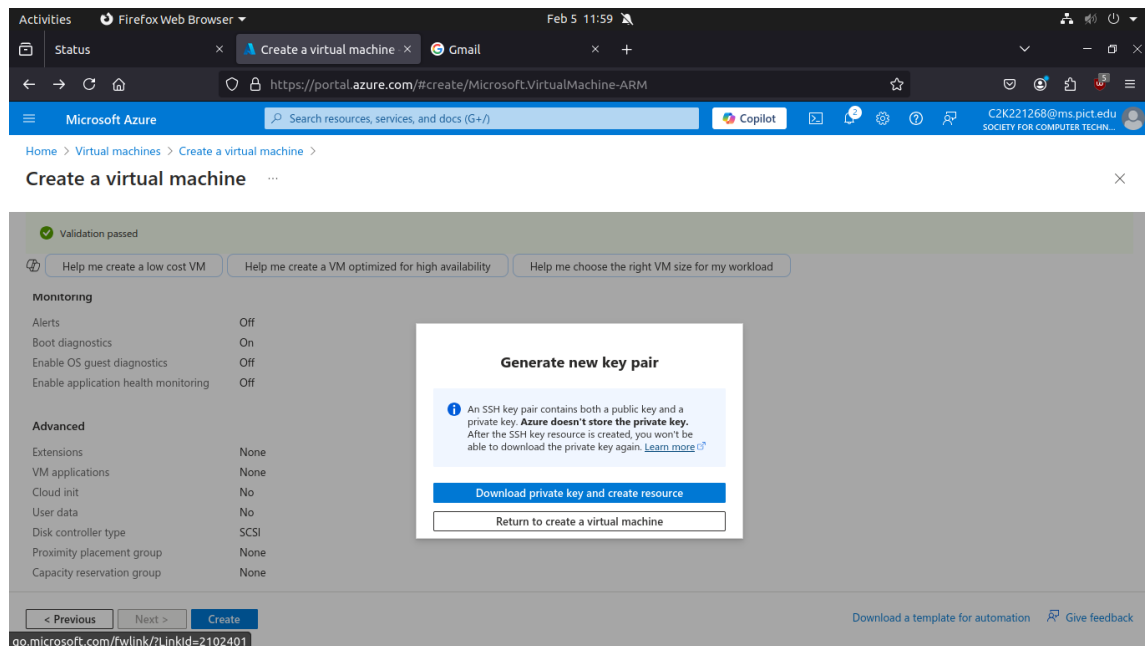 Activities Firefox Web Browser Feb 5 11:59
Status Create a virtual machine Gmail
https://portal.azure.com/#create/Microsoft.VirtualMachine-ARM 5
Microsoft Azure Search resources, services, and docs (G+/) Copilot 2 C2K221268@ms.pict.edu
SOCIETY FOR COMPUTER TECHN...
Home > Virtual machines > Create a virtual machine >
Create a virtual machine ...
Validation passed
Help me create a low cost VM Help me create a VM optimized for high availability Help me choose the right VM size for my workload
Monitoring
Alerts Off
Boot diagnostics On
Enable OS guest diagnostics Off
Enable application health monitoring Off
Advanced
Extensions None
VM applications None
Cloud init No
User data No
Disk controller type SCSI
Proximity placement group None
Capacity reservation group None
Generate new key pair
An SSH key pair contains both a public key and a
private key. Azure doesn't store the private key.
After the SSH key resource is created, you won't be
able to download the private key again. Learn more
Download private key and create resource
Return to create a virtual machine
< Previous Next > Create Download a template for automation Give feedback
go.microsoft.com/fwlink/?LinkId=2102401